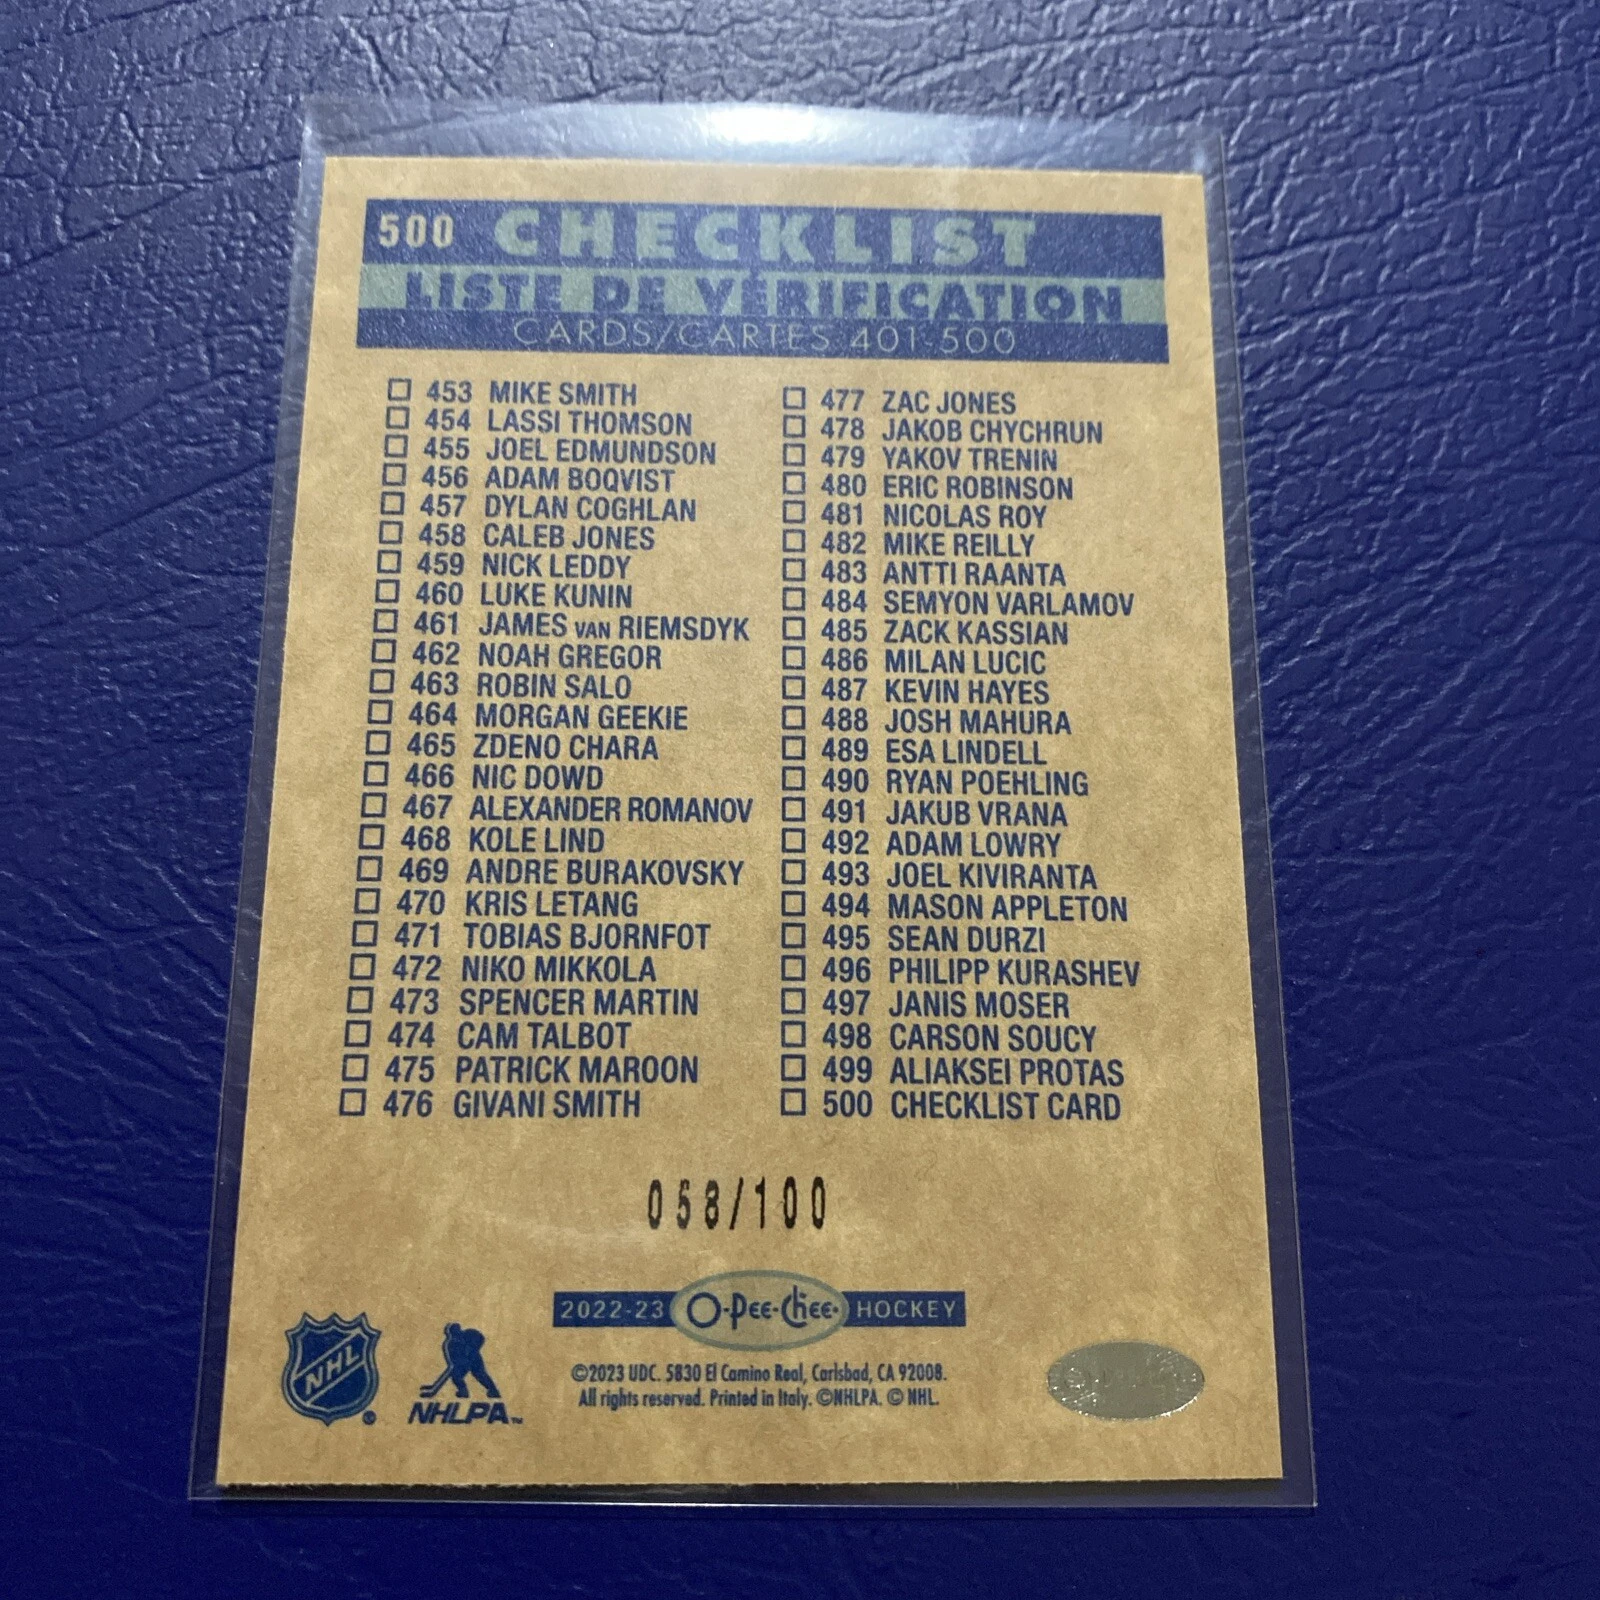 500 CHECKLIST
LISTE DE VÉRIFICATION
CARDS/CARTES 401-500
453 MIKE SMITH
454 LASSI THOMSON
455 JOEL EDMUNDSON
456 ADAM BOQVIST
457 DYLAN COGHLAN
458 CALEB JONES
459 NICK LEDDY
460 LUKE KUNIN
461 JAMES VAN RIEMSDYK
462 NOAH GREGOR
463 ROBIN SALO
464 MORGAN GEEKIE
465 ZDENO CHARA
466 NIC DOWD
467 ALEXANDER ROMANOV
468 KOLE LIND
469 ANDRE BURAKOVSKY
470 KRIS LETANG
471 TOBIAS BJORNFOT
472 NIKO MIKKOLA
473 SPENCER MARTIN
474 CAM TALBOT
475 PATRICK MAROON
476 GIVANI SMITH
477 ZAC JONES
478 JAKOB CHYCHRUN
479 YAKOV TRENIN
480 ERIC ROBINSON
481 NICOLAS ROY
482 MIKE REILLY
483 ANTTI RAANTA
484 SEMYON VARLAMOV
485 ZACK KASSIAN
486 MILAN LUCIC
487 KEVIN HAYES
488 JOSH MAHURA
489 ESA LINDELL
490 RYAN POEHLING
491 JAKUB VRANA
492 ADAM LOWRY
493 JOEL KIVIRANTA
494 MASON APPLETON
495 SEAN DURZI
496 PHILIPP KURASHEV
497 JANIS MOSER
498 CARSON SOUCY
499 ALIAKSEI PROTAS
500 CHECKLIST CARD
058/100
2022-23 O-Pee-Chee HOCKEY
NHL ®
NHLPA™
©2023 UDC. 5830 El Camino Real, Carlsbad, CA 92008.
All rights reserved. Printed in Italy. ©NHLPA. © NHL.